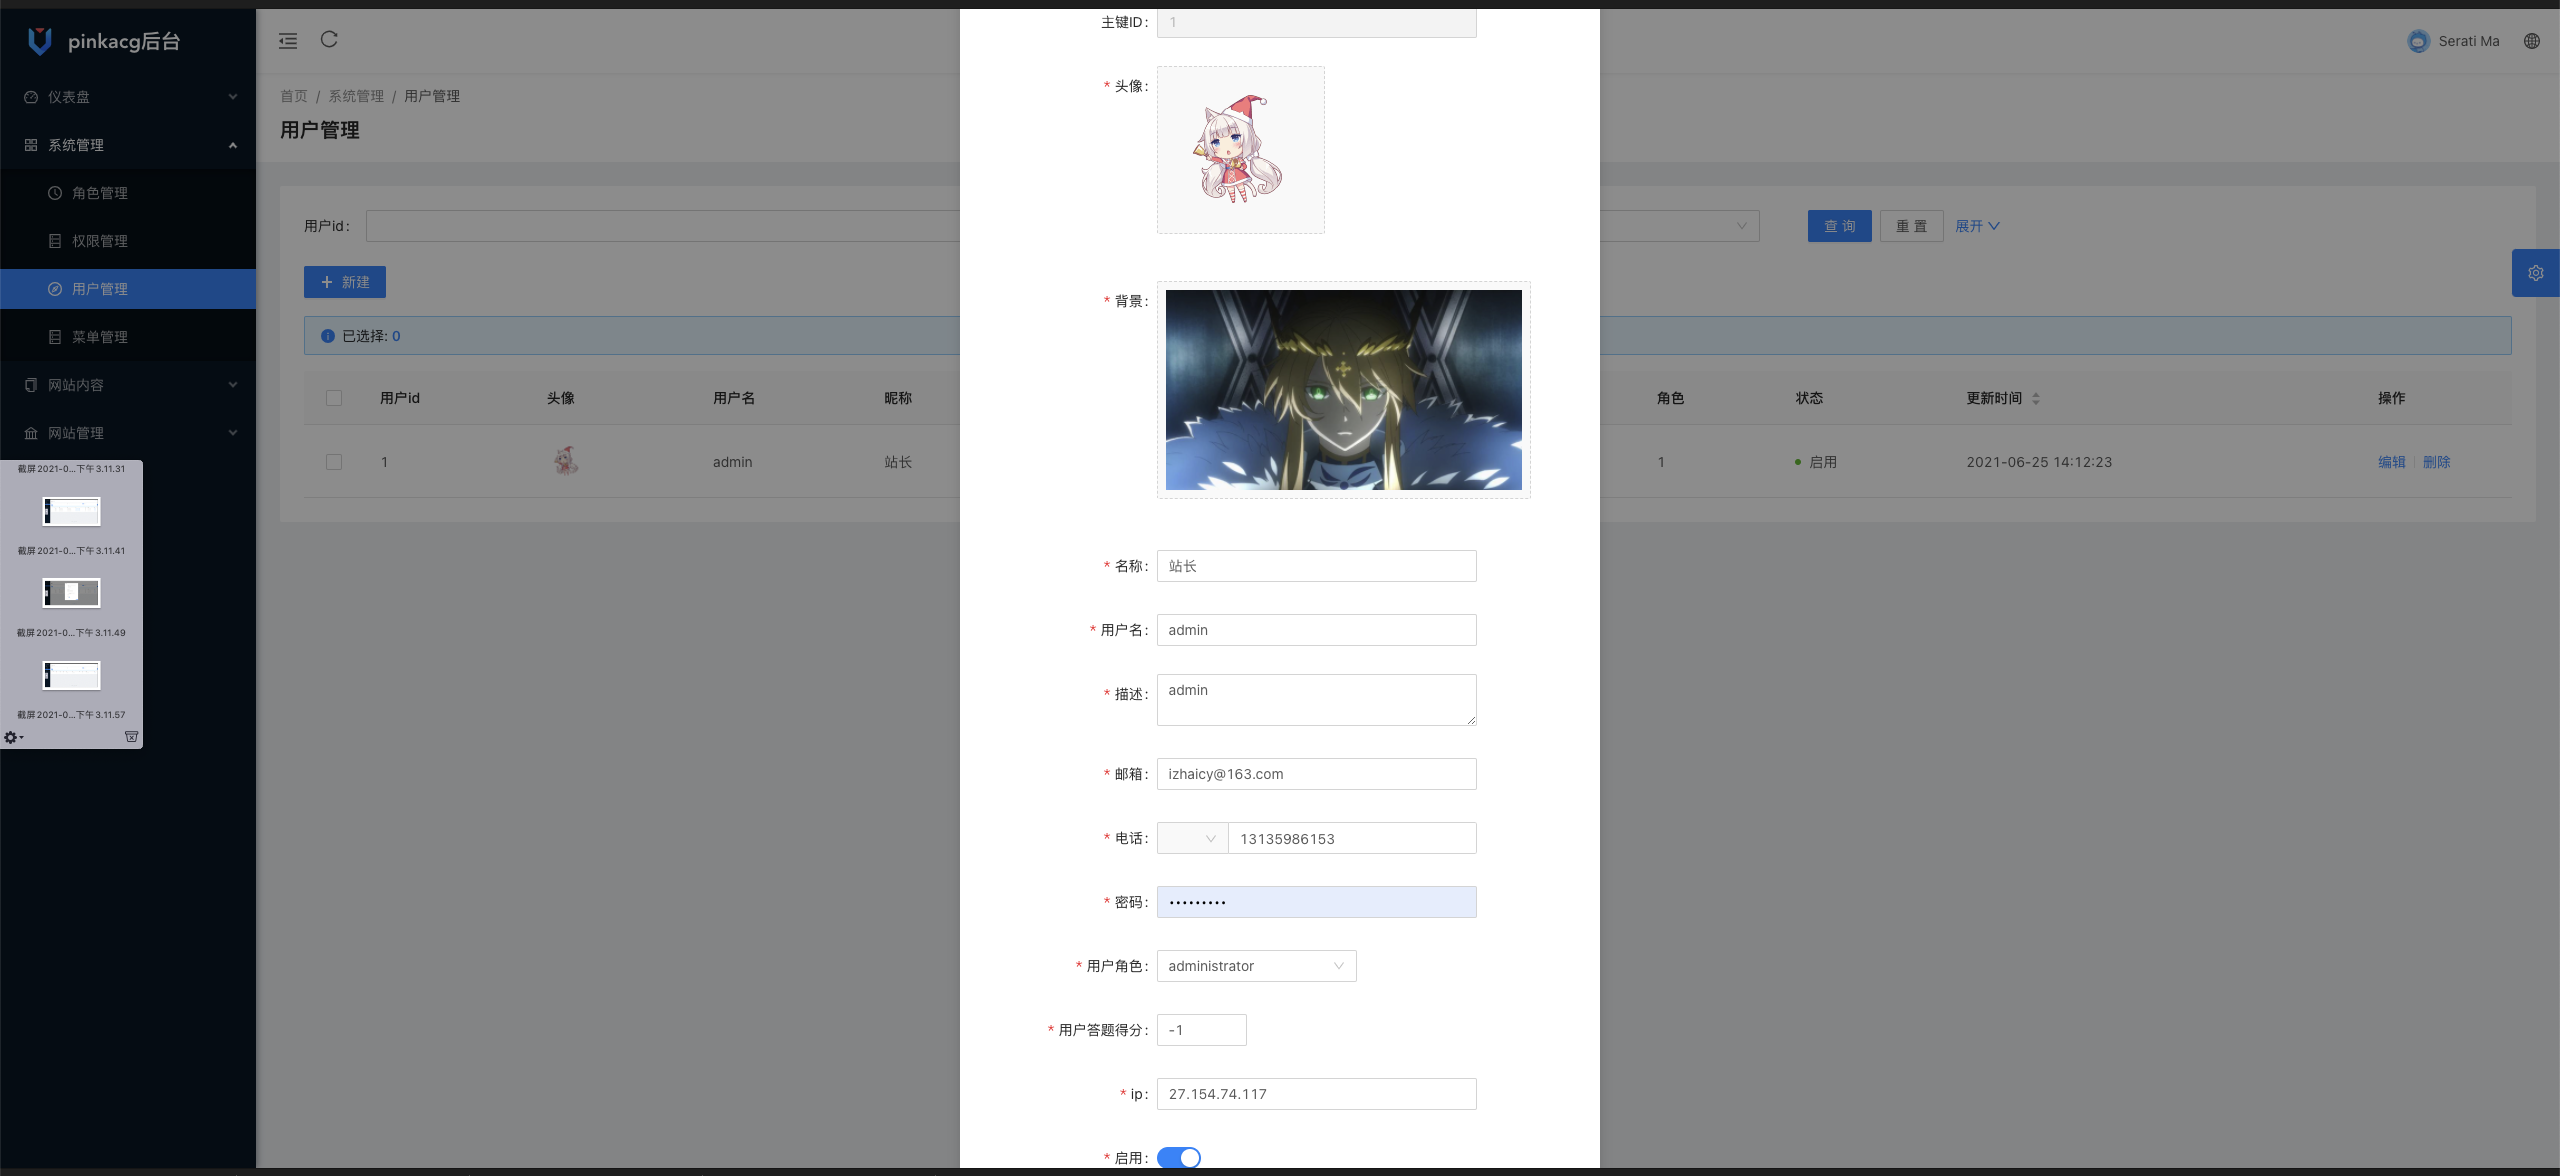 pinkacg后台
Serati Ma
仪表盘
系统管理
角色管理
权限管理
用户管理
菜单管理
网站内容
网站管理
截屏2021-0...下午3.11.31
截屏2021-0...下午3.11.41
截屏2021-0...下午3.11.49
截屏2021-0...下午3.11.57
首页 / 系统管理 / 用户管理
用户管理
用户id:
查 询
重 置
展开
+ 新建
已选择: 0
用户id 头像 用户名 昵称 角色 状态 更新时间 操作
1 admin 站长 1 启用 2021-06-25 14:12:23 编辑 删除
主键ID: 1
* 头像:
* 背景:
* 名称: 站长
* 用户名: admin
* 描述: admin
* 邮箱: izhaicy@163.com
* 电话: 13135986153
* 密码: •••••••••
* 用户角色: administrator
* 用户答题得分: -1
* ip: 27.154.74.117
* 启用: